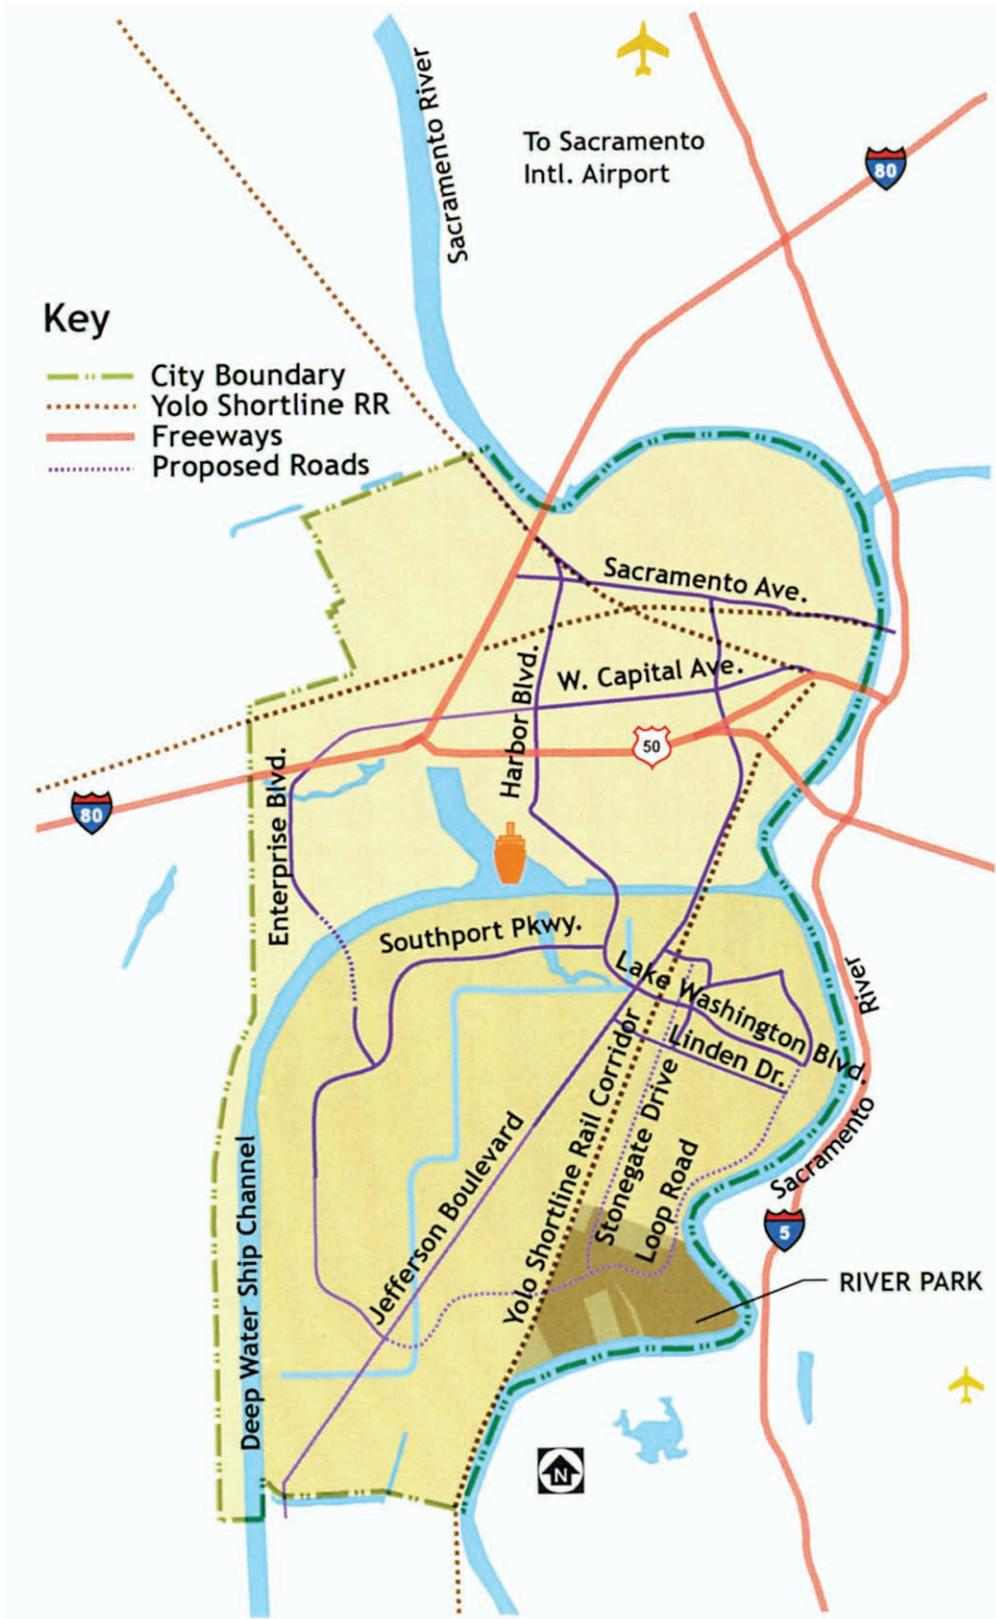 Sacramento River
To Sacramento
Intl. Airport
80
Key
City Boundary
Yolo Shortline RR
Freeways
Proposed Roads
Sacramento Ave.
W. Capital Ave.
Harbor Blvd.
50
Enterprise Blvd.
80
Southport Pkwy.
Lake Washington Blvd.
Linden Dr.
Sacramento River
Yolo Shortline Rail Corridor
Stonegate Drive
Loop Road
Jefferson Boulevard
Deep Water Ship Channel
5
RIVER PARK
N